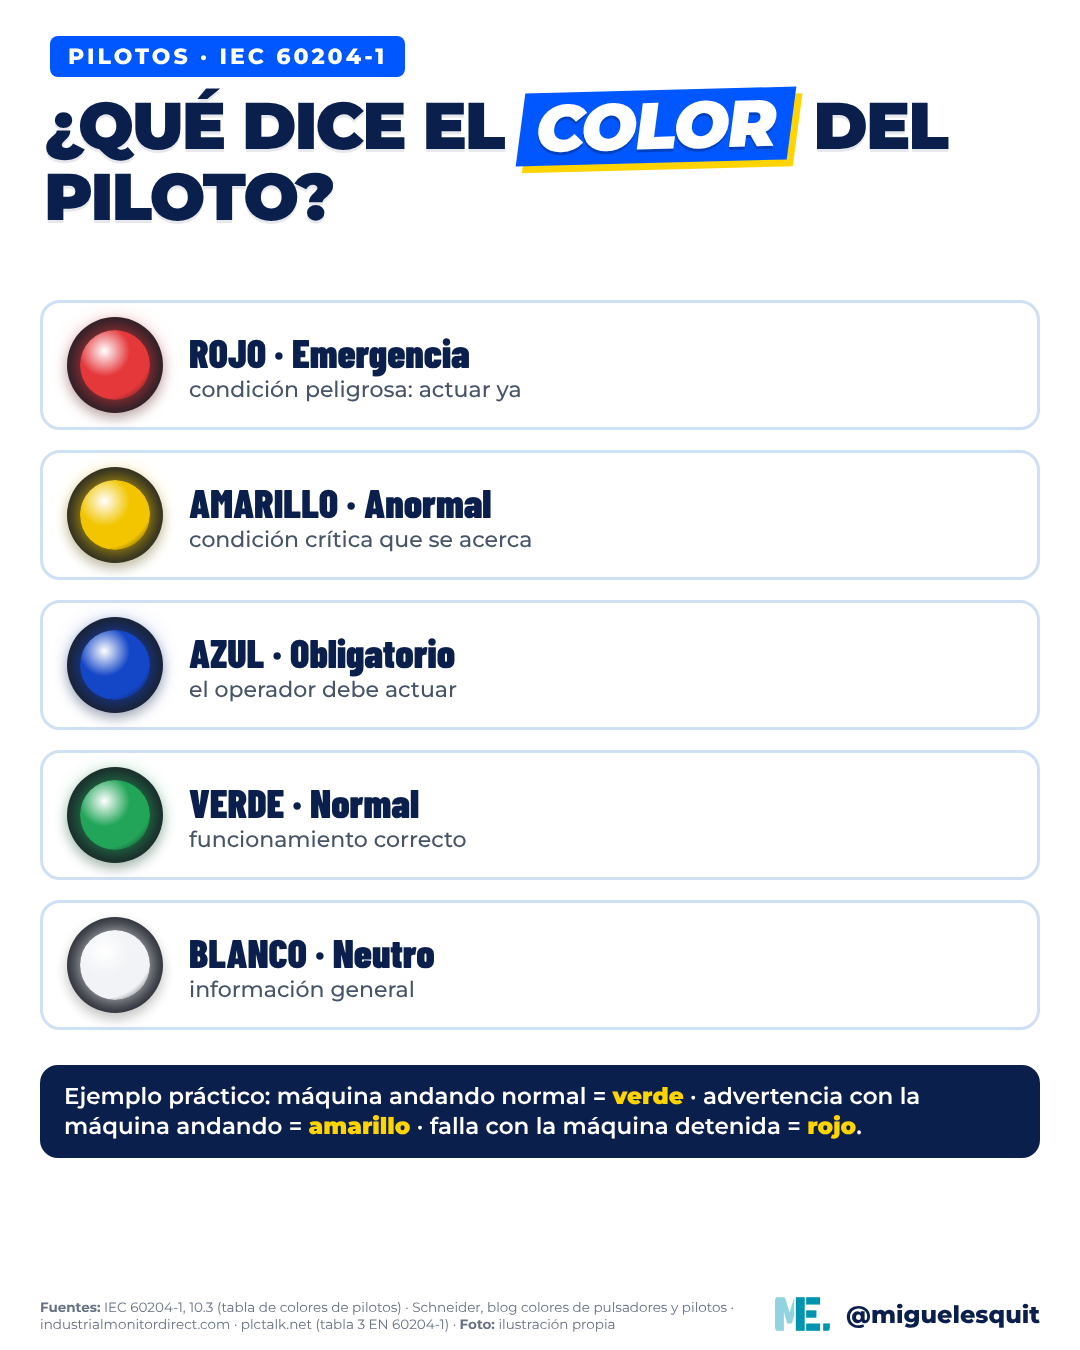 PILOTOS · IEC 60204-1
¿QUÉ DICE EL COLOR DEL
PILOTO?
ROJO · Emergencia
condición peligrosa: actuar ya
AMARILLO · Anormal
condición crítica que se acerca
AZUL · Obligatorio
el operador debe actuar
VERDE · Normal
funcionamiento correcto
BLANCO · Neutro
información general
Ejemplo práctico: máquina andando normal = verde · advertencia con la
máquina andando = amarillo · falla con la máquina detenida = rojo.
Fuentes: IEC 60204-1, 10.3 (tabla de colores de pilotos) · Schneider, blog colores de pulsadores y pilotos ·
industrialmonitordirect.com · plctalk.net (tabla 3 EN 60204-1) · Foto: ilustración propia
ME. @miguelesquit